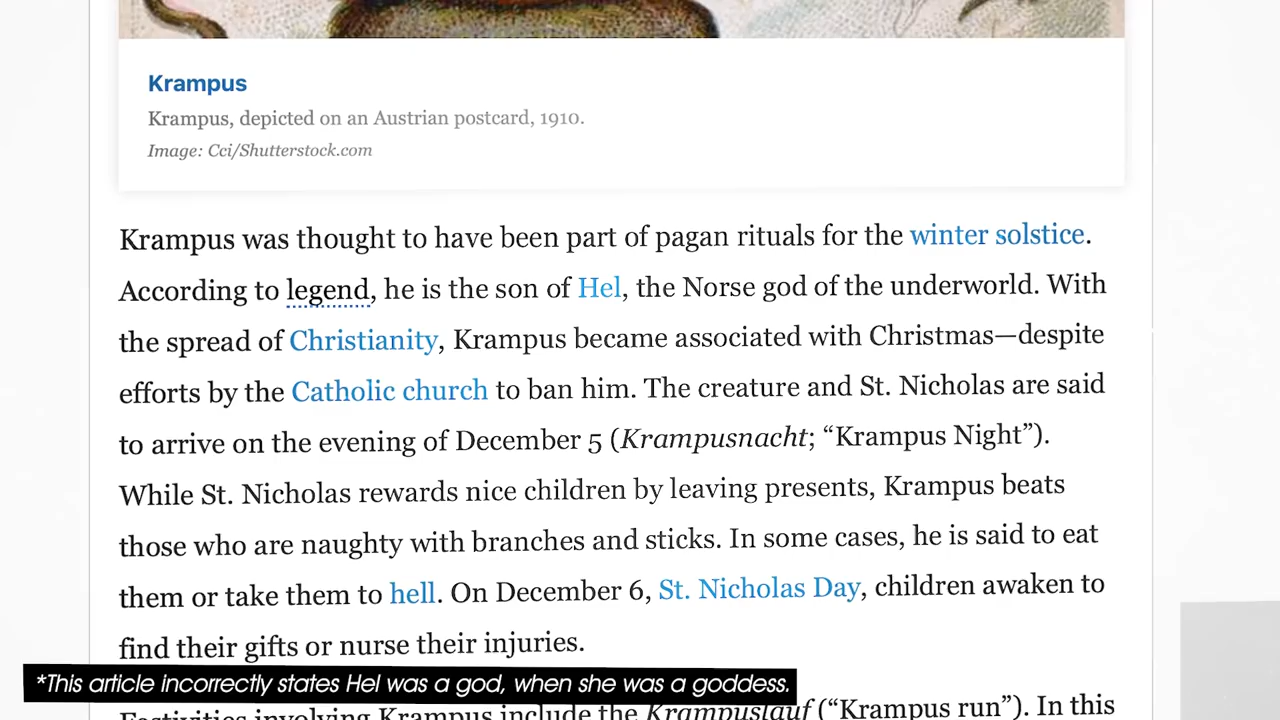 Krampus
Krampus, depicted on an Austrian postcard, 1910.
Image: Cci/Shutterstock.com
Krampus was thought to have been part of pagan rituals for the winter solstice.
According to legend, he is the son of Hel, the Norse god of the underworld. With
the spread of Christianity, Krampus became associated with Christmas—despite
efforts by the Catholic church to ban him. The creature and St. Nicholas are said
to arrive on the evening of December 5 (Krampusnacht; “Krampus Night”).
While St. Nicholas rewards nice children by leaving presents, Krampus beats
those who are naughty with branches and sticks. In some cases, he is said to eat
them or take them to hell. On December 6, St. Nicholas Day, children awaken to
find their gifts or nurse their injuries.
*This article incorrectly states Hel was a god, when she was a goddess.
Festivities involving Krampus include the Krampuslauf (“Krampus run”). In this